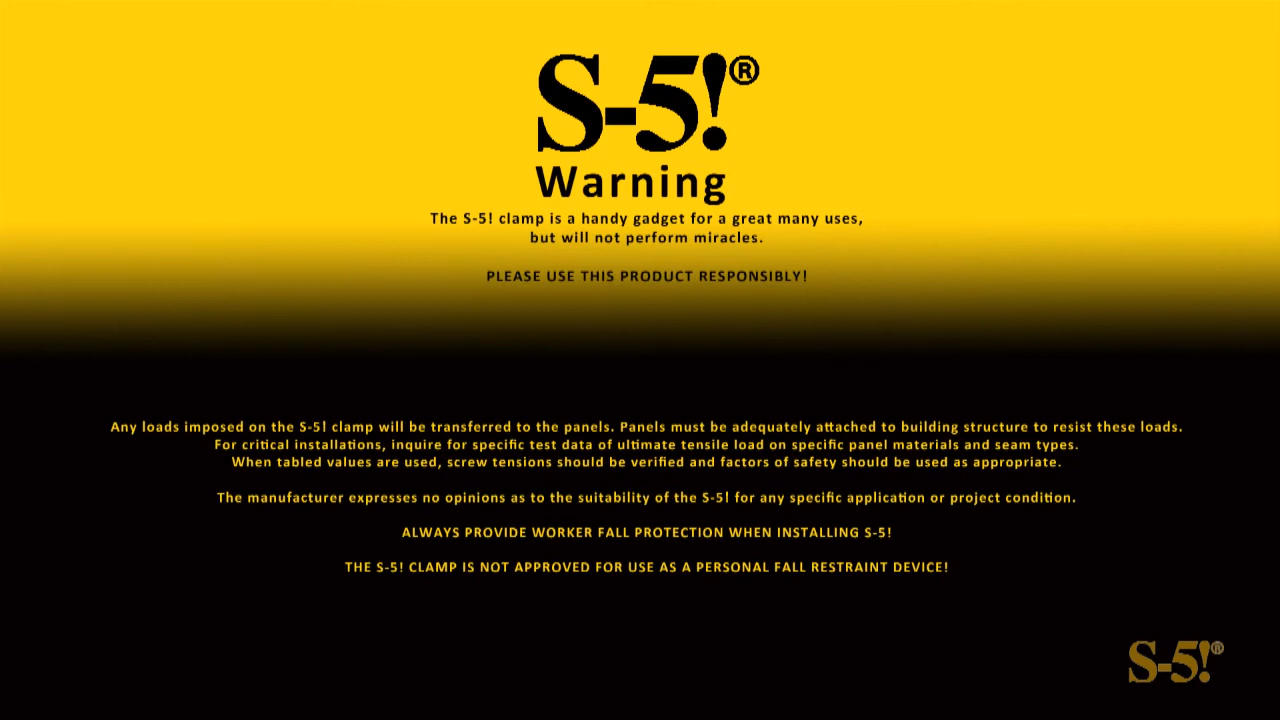 S-5!®
Warning
The S-5! clamp is a handy gadget for a great many uses,
but will not perform miracles.
PLEASE USE THIS PRODUCT RESPONSIBLY!
Any loads imposed on the S-5! clamp will be transferred to the panels. Panels must be adequately attached to building structure to resist these loads.
For critical installations, inquire for specific test data of ultimate tensile load on specific panel materials and seam types.
When tabled values are used, screw tensions should be verified and factors of safety should be used as appropriate.
The manufacturer expresses no opinions as to the suitability of the S-5! for any specific application or project condition.
ALWAYS PROVIDE WORKER FALL PROTECTION WHEN INSTALLING S-5!
THE S-5! CLAMP IS NOT APPROVED FOR USE AS A PERSONAL FALL RESTRAINT DEVICE!
S-5!®